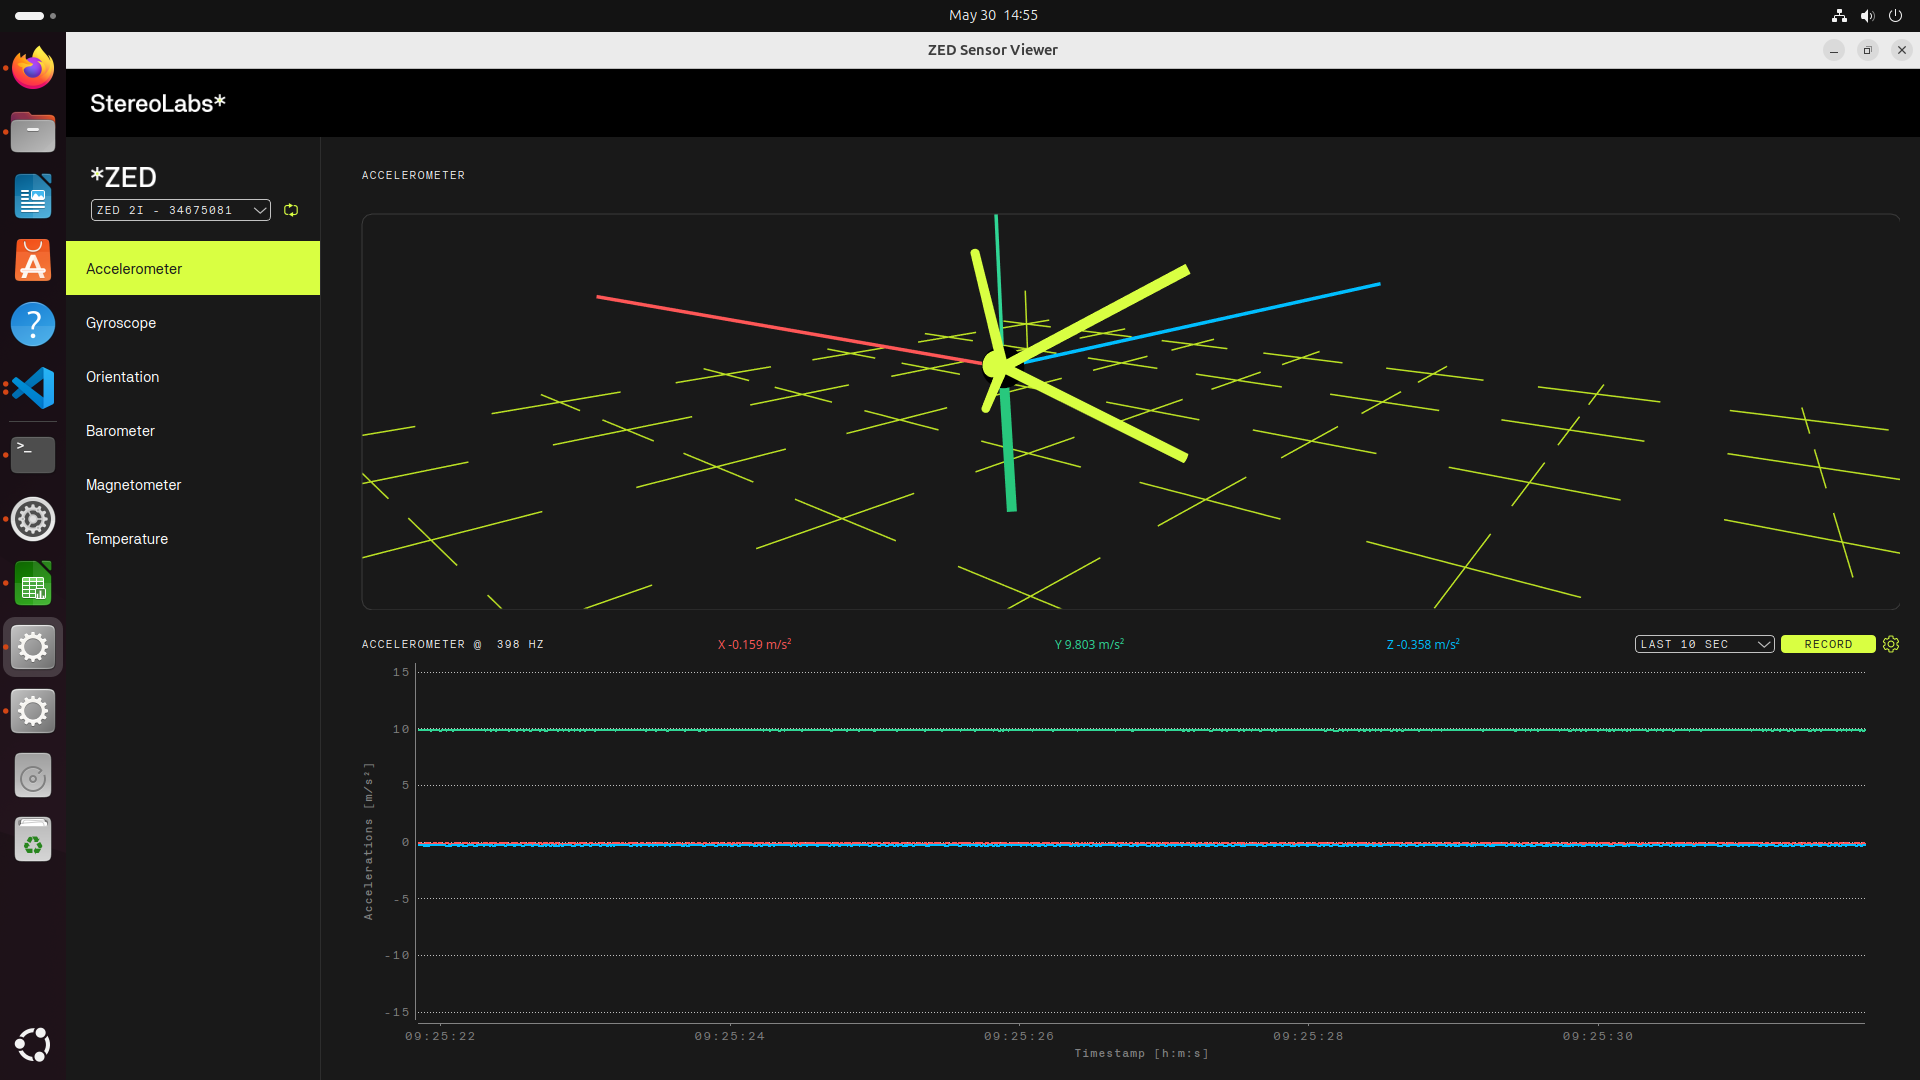 May 30 14:55
ZED Sensor Viewer
StereoLabs*
*ZED
ZED 2I - 34675081
Accelerometer
Gyroscope
Orientation
Barometer
Magnetometer
Temperature
ACCELEROMETER
ACCELEROMETER @ 398 HZ
X -0.159 m/s²
Y 9.803 m/s²
Z -0.358 m/s²
LAST 10 SEC
RECORD
15
10
5
0
-5
-10
-15
Accelerations [m/s²]
09:25:22
09:25:24
09:25:26
09:25:28
09:25:30
Timestamp [h:m:s]